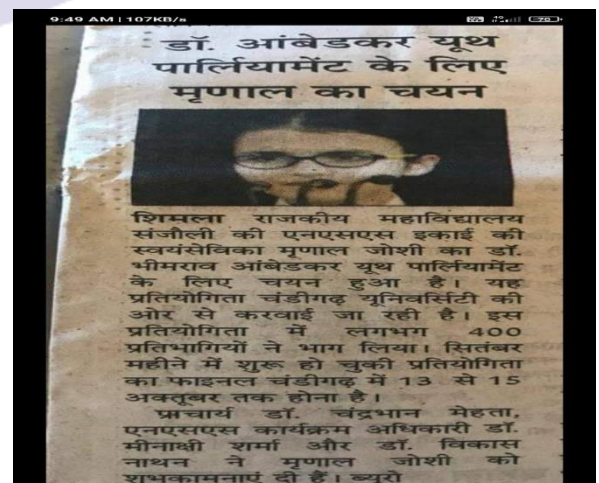 9:49 AM | 107KB/s
डॉ. आंबेडकर यूथ
पार्लियामेंट के लिए
मृणाल का चयन
शिमला राजकीय महाविद्यालय
संजौली की एनएसएस इकाई की
स्वयंसेविका मृणाल जोशी का डॉ.
भीमराव आंबेडकर यूथ पार्लियामेंट
के लिए चयन हुआ है। यह
प्रतियोगिता चंडीगढ़ यूनिवर्सिटी की
ओर से करवाई जा रही है। इस
प्रतियोगिता में लगभग 400
प्रतिभागियों ने भाग लिया। सितंबर
महीने में शुरू हो चुकी प्रतियोगिता
का फाइनल चंडीगढ़ में 13 से 15
अक्तूबर तक होना है।
प्राचार्य डॉ. चंद्रभान मेहता,
एनएसएस कार्यक्रम अधिकारी डॉ.
मीनाक्षी शर्मा और डॉ. विकास
नाथन ने मृणाल जोशी को
शुभकामनाएं दी हैं। ब्यूरो